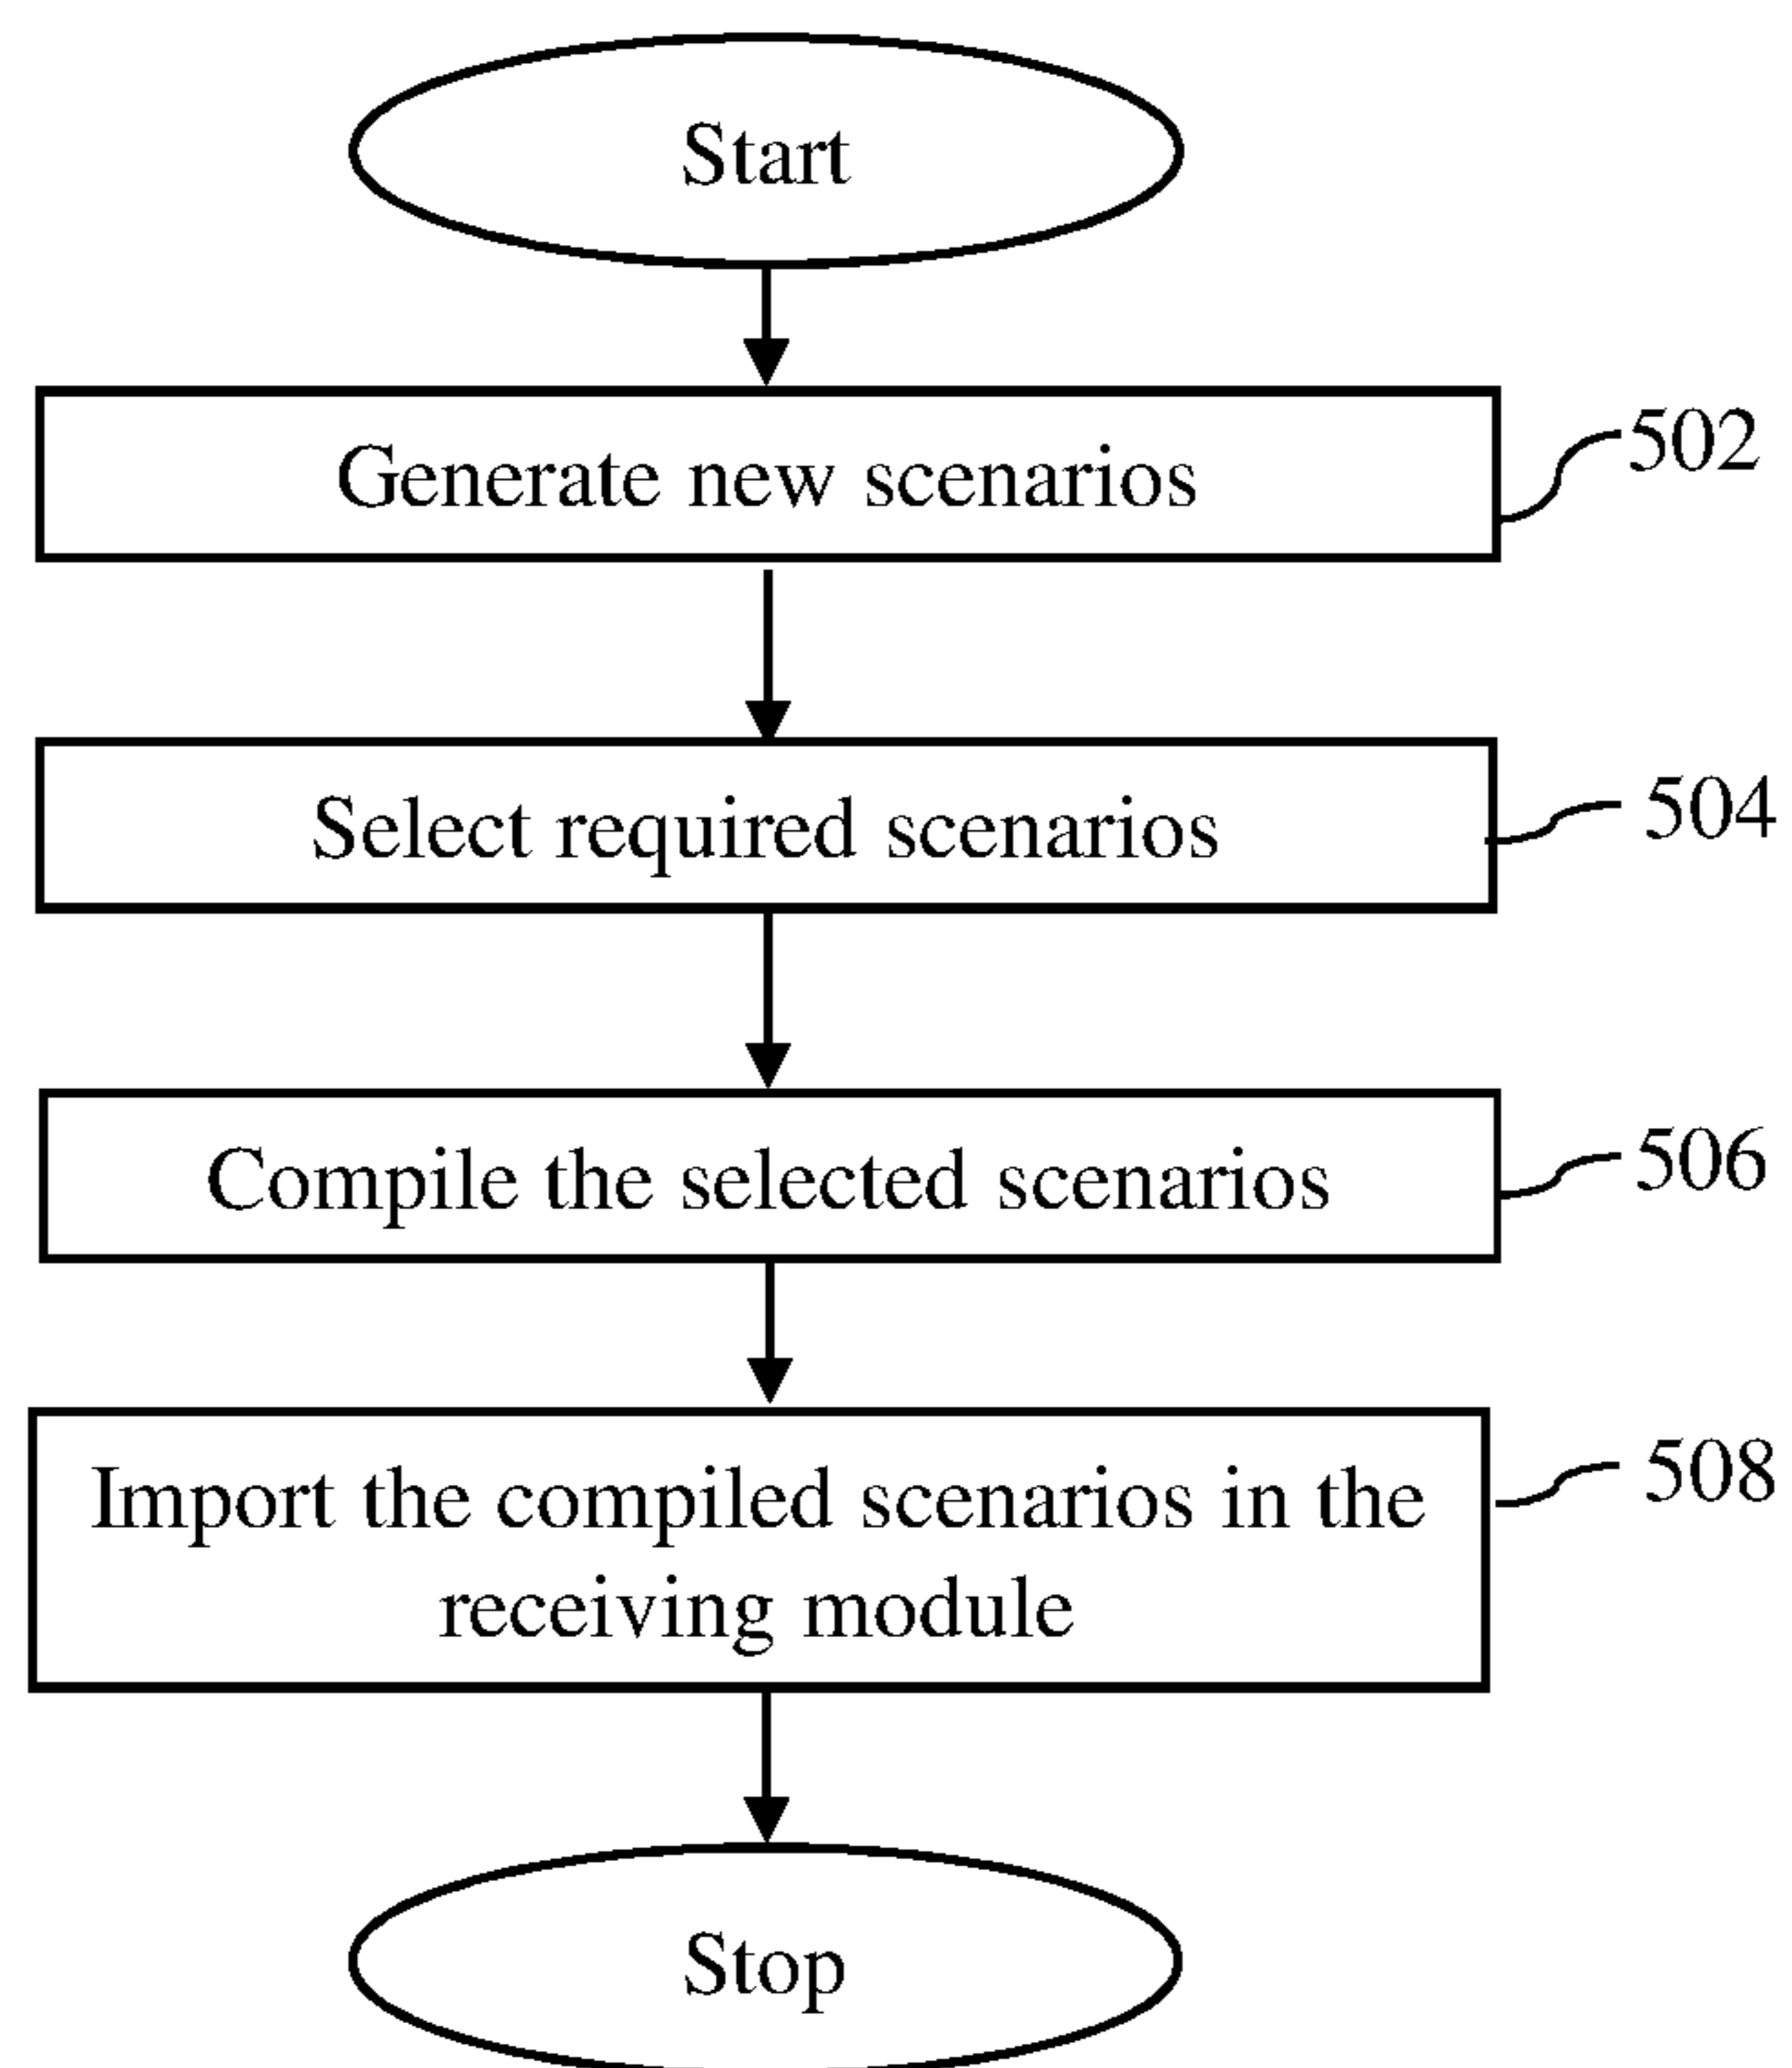 Start
Generate new scenarios
502
Select required scenarios
504
Compile the selected scenarios
506
Import the compiled scenarios in the
receiving module
508
Stop